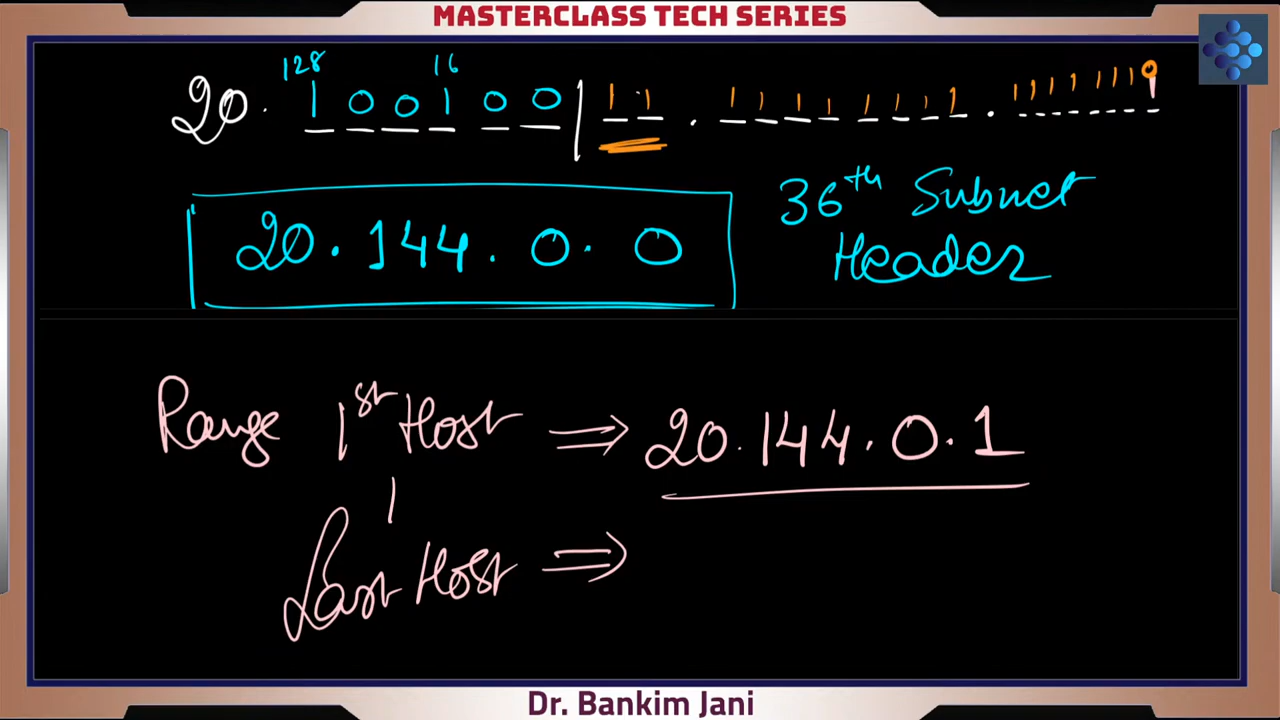 MASTERCLASS TECH SERIES
128 16
20. 1 0 0 1 0 0 | 1 1 . 1 1 1 1 1 1 1 1 . 1 1 1 1 1 1 1 0
20.144.0.0
36th Subnet
Header
Range 1st Host ⇒ 20.144.0.1
|
Last Host ⇒
Dr. Bankim Jani